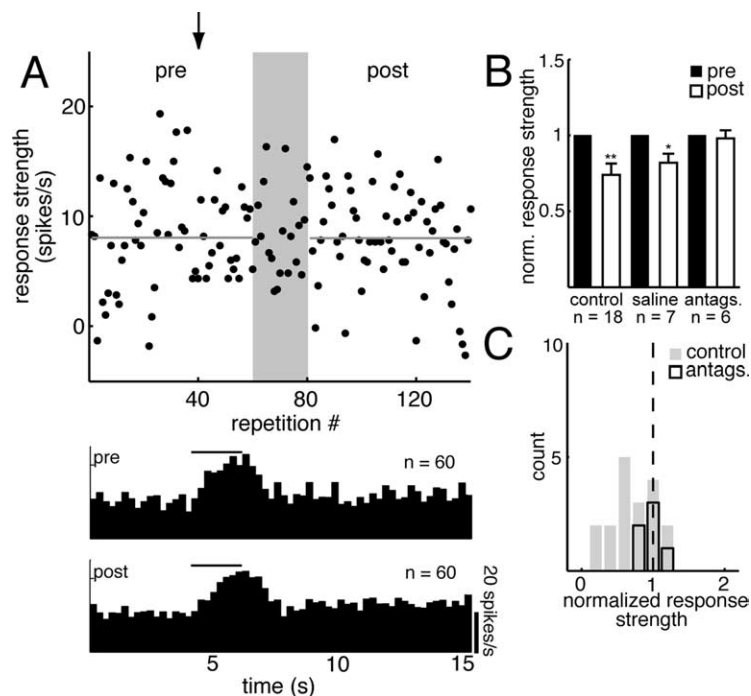 A
pre
post
response strength
(spikes/s)
20
10
0
0
40
80
120
repetition #
pre
n = 60
post
n = 60
20 spikes/s
5
10
15
time (s)
B
pre
post
norm. response strength
1.5
1
0.5
**
*
control
saline
antags.
n = 18
n = 7
n = 6
C
control
antags.
10
5
count
0
1
2
normalized response
strength